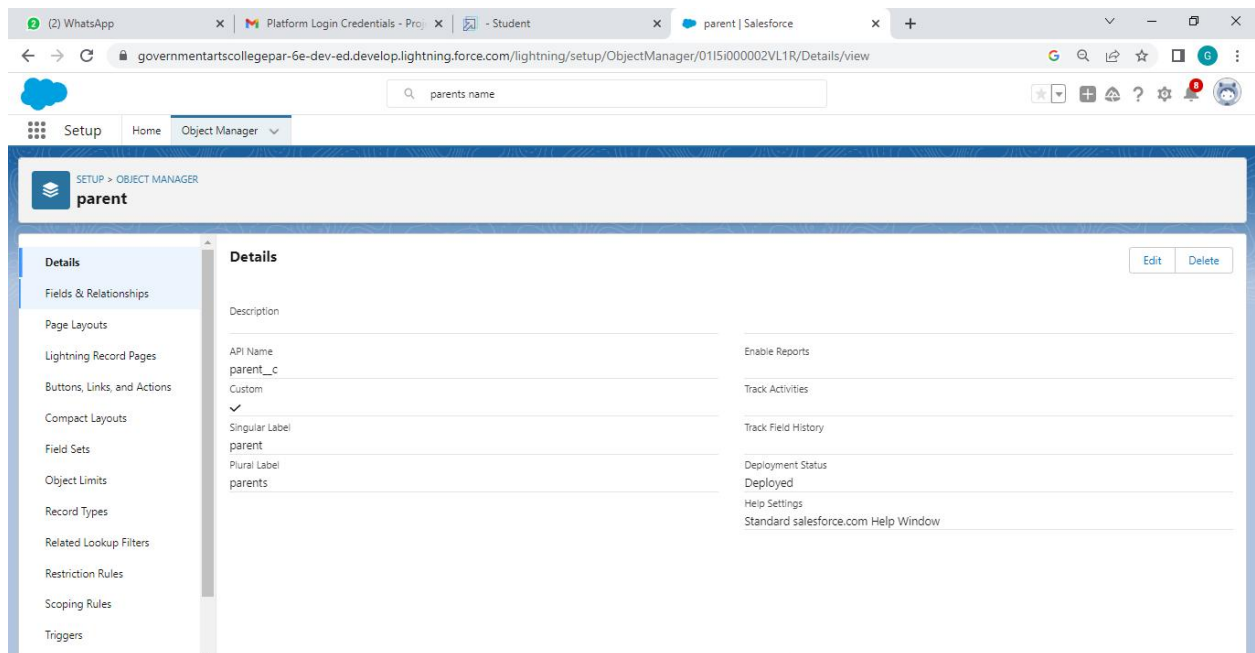 (2) WhatsApp
Platform Login Credentials - Proj
- Student
parent | Salesforce
governmentartscollegepar-6e-dev-ed.develop.lightning.force.com/lightning/setup/ObjectManager/01I5i000002VL1R/Details/view
G
parents name
8
Setup
Home
Object Manager
SETUP > OBJECT MANAGER
parent
Details
Fields & Relationships
Page Layouts
Lightning Record Pages
Buttons, Links, and Actions
Compact Layouts
Field Sets
Object Limits
Record Types
Related Lookup Filters
Restriction Rules
Scoping Rules
Triggers
Details
Edit
Delete
Description
API Name
parent__c
Custom
Singular Label
parent
Plural Label
parents
Enable Reports
Track Activities
Track Field History
Deployment Status
Deployed
Help Settings
Standard salesforce.com Help Window